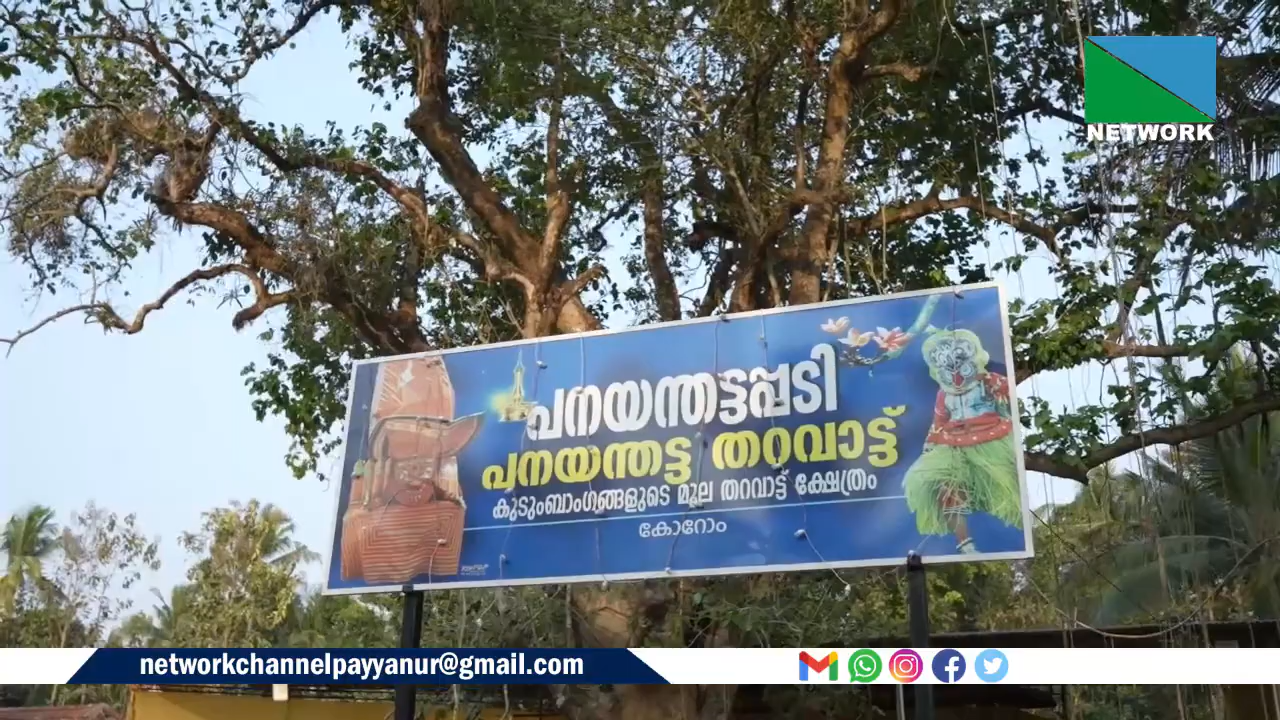 NETWORK
പനയന്തട്ടപ്പടി
പനയന്തട്ട തറവാട്ട്
കുടുംബാംഗങ്ങളുടെ മൂല തറവാട്ട് ക്ഷേത്രം
കോറോം
networkchannelpayyanur@gmail.com